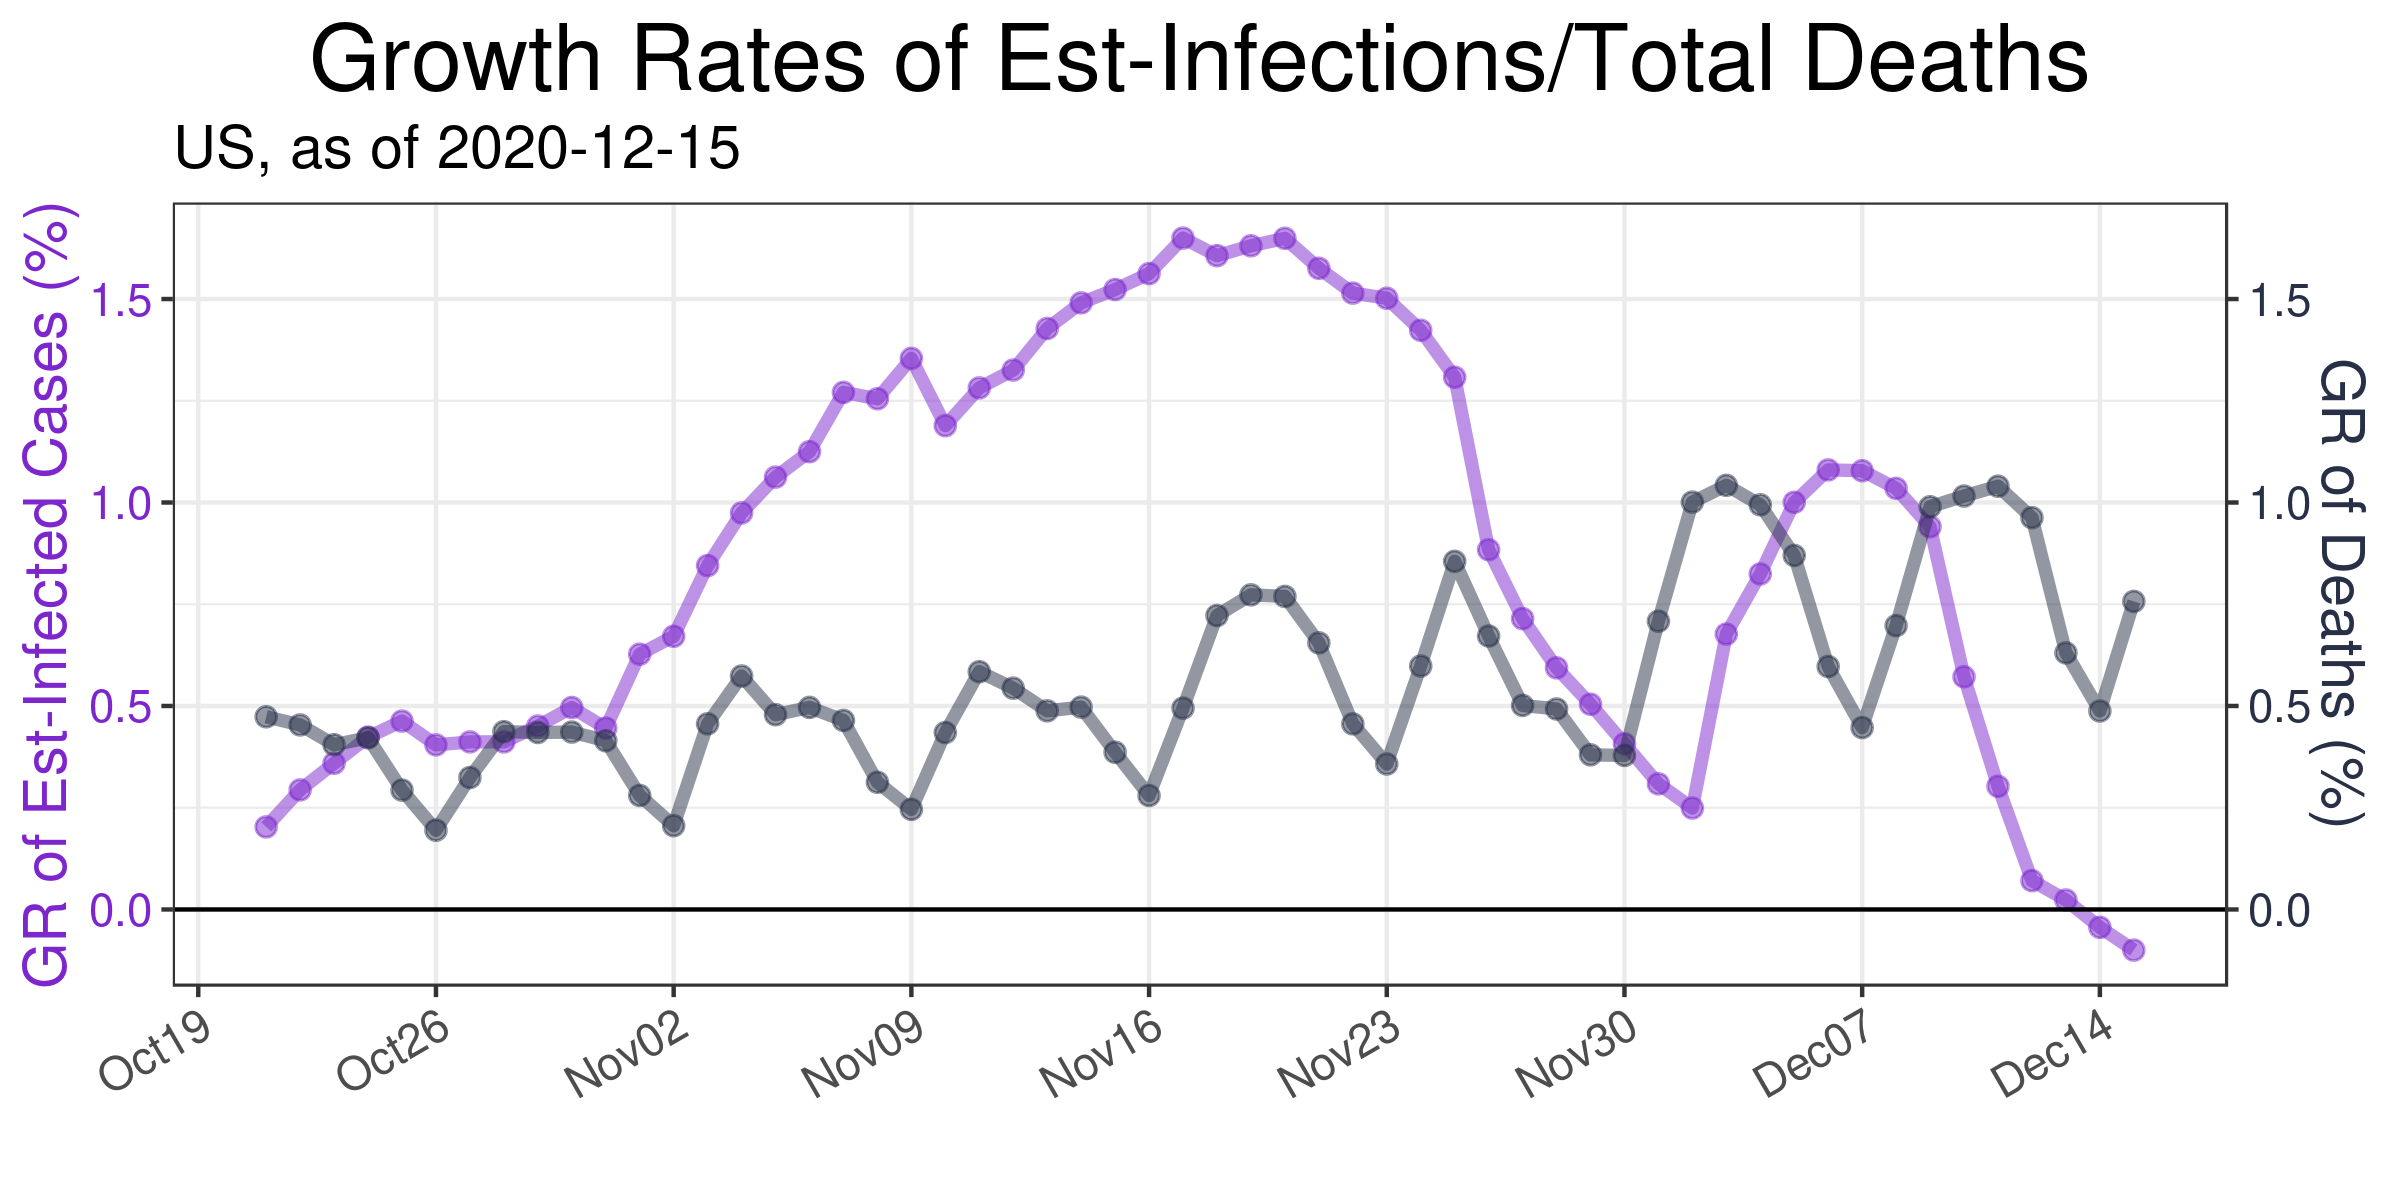 Growth Rates of Est-Infections/Total Deaths
US, as of 2020-12-15
GR of Est-Infected Cases (%)
1.5
1.0
0.5
0.0
1.5
1.0
0.5
0.0
GR of Deaths (%)
Oct19
Oct26
Nov02
Nov09
Nov16
Nov23
Nov30
Dec07
Dec14